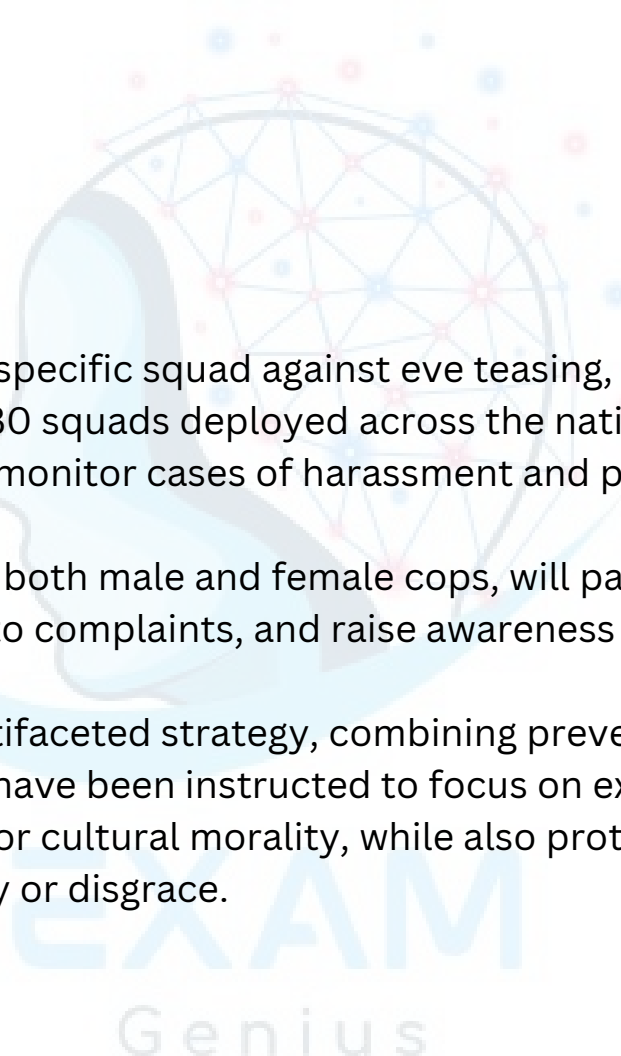 specific squad against eve teasing,
30 squads deployed across the nati
monitor cases of harassment and p
both male and female cops, will pa
to complaints, and raise awareness
tifaceted strategy, combining preve
have been instructed to focus on ex
or cultural morality, while also prot
y or disgrace.
EXAM
Genius